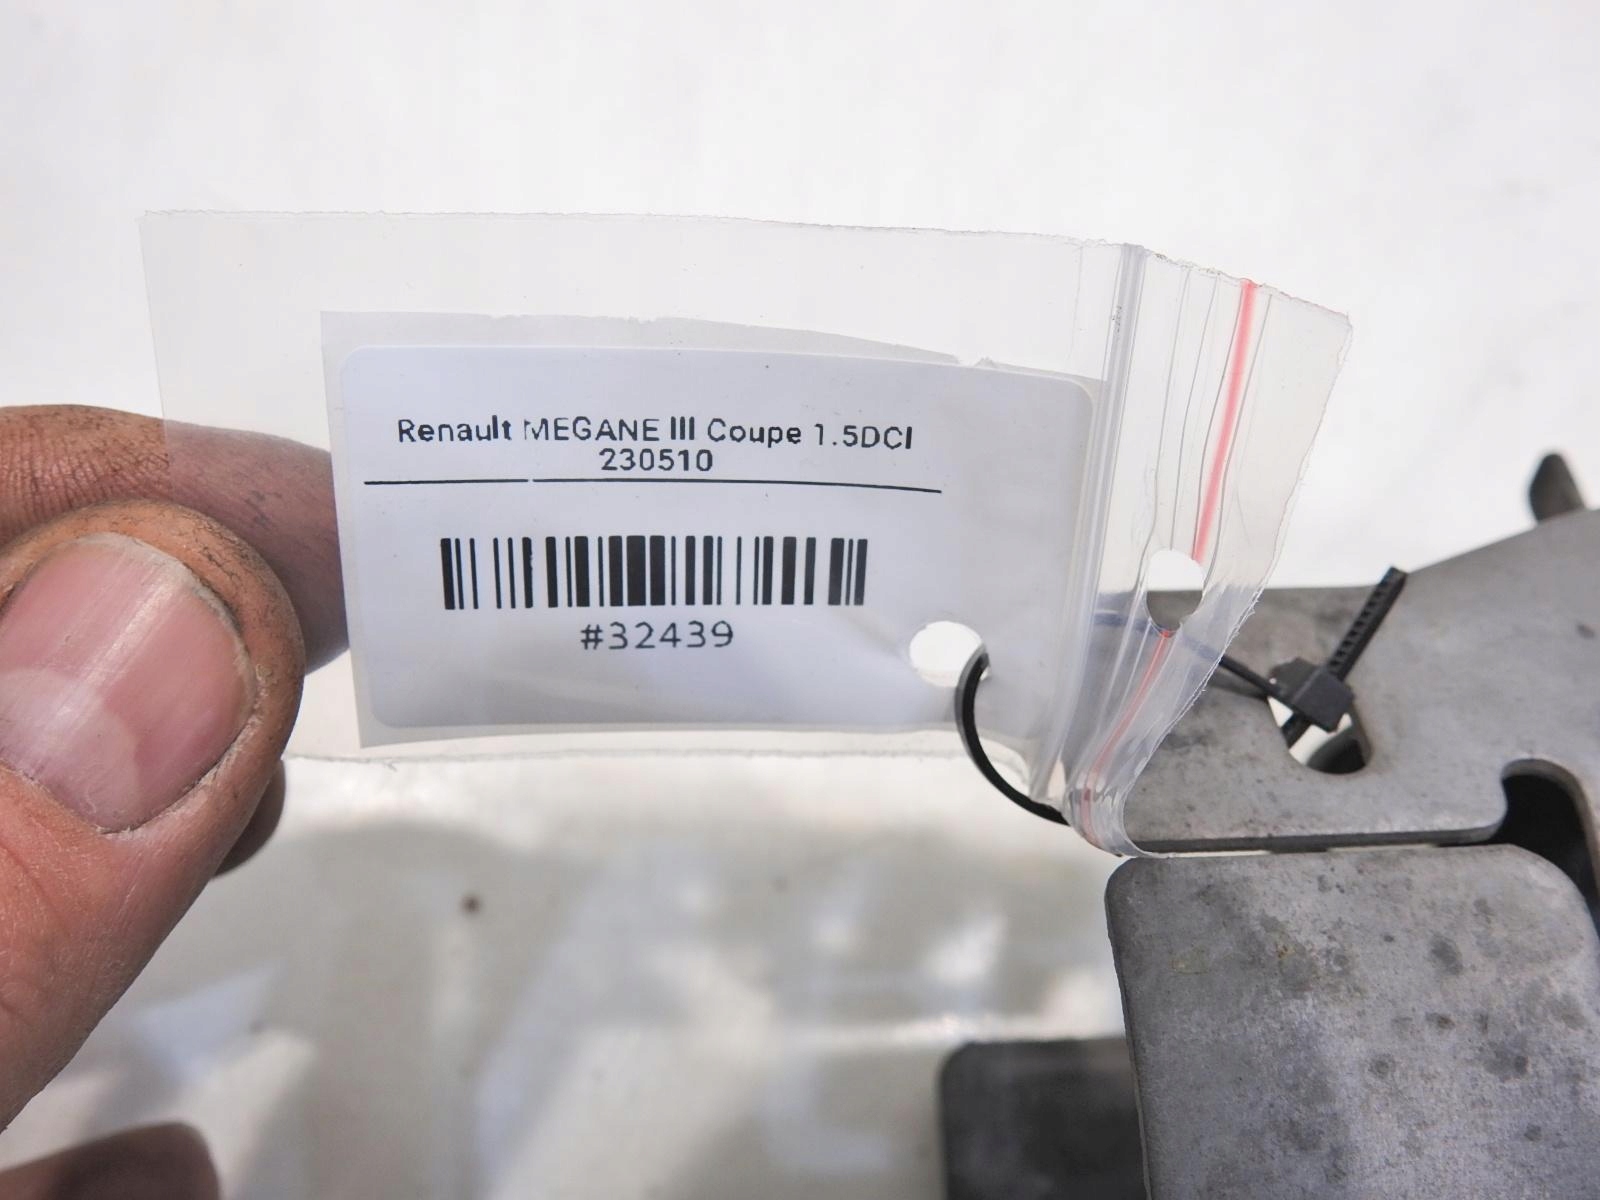 Renault MEGANE III Coupe 1.5DCI
230510
#32439